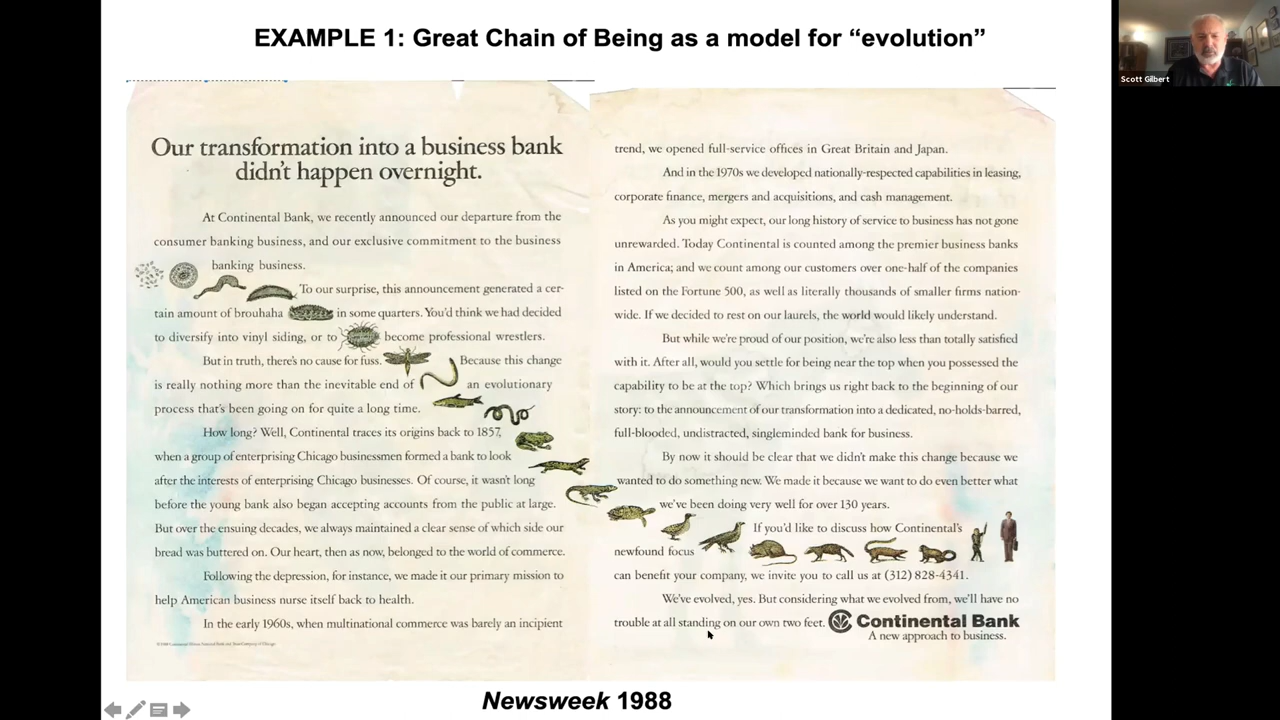 EXAMPLE 1: Great Chain of Being as a model for “evolution”
Scott Gilbert
Our transformation into a business bank
didn't happen overnight.
At Continental Bank, we recently announced our departure from the
consumer banking business, and our exclusive commitment to the business
banking business.
To our surprise, this announcement generated a cer-
tain amount of brouhaha in some quarters. You'd think we had decided
to diversify into vinyl siding, or to become professional wrestlers.
But in truth, there's no cause for fuss. Because this change
is really nothing more than the inevitable end of an evolutionary
process that's been going on for quite a long time.
How long? Well, Continental traces its origins back to 1857,
when a group of enterprising Chicago businessmen formed a bank to look
after the interests of enterprising Chicago businesses. Of course, it wasn't long
before the young bank also began accepting accounts from the public at large.
But over the ensuing decades, we always maintained a clear sense of which side our
bread was buttered on. Our heart, then as now, belonged to the world of commerce.
Following the depression, for instance, we made it our primary mission to
help American business nurse itself back to health.
In the early 1960s, when multinational commerce was barely an incipient
trend, we opened full-service offices in Great Britain and Japan.
And in the 1970s we developed nationally-respected capabilities in leasing,
corporate finance, mergers and acquisitions, and cash management.
As you might expect, our long history of service to business has not gone
unrewarded. Today Continental is counted among the premier business banks
in America; and we count among our customers over one-half of the companies
listed on the Fortune 500, as well as literally thousands of smaller firms nation-
wide. If we decided to rest on our laurels, the world would likely understand.
But while we're proud of our position, we're also less than totally satisfied
with it. After all, would you settle for being near the top when you possessed the
capability to be at the top? Which brings us right back to the beginning of our
story: to the announcement of our transformation into a dedicated, no-holds-barred,
full-blooded, undistracted, singleminded bank for business.
By now it should be clear that we didn't make this change because we
wanted to do something new. We made it because we want to do even better what
we've been doing very well for over 130 years.
If you'd like to discuss how Continental's
newfound focus
can benefit your company, we invite you to call us at (312) 828-4341.
We've evolved, yes. But considering what we evolved from, we'll have no
trouble at all standing on our own two feet.
Continental Bank
A new approach to business.
Newsweek 1988